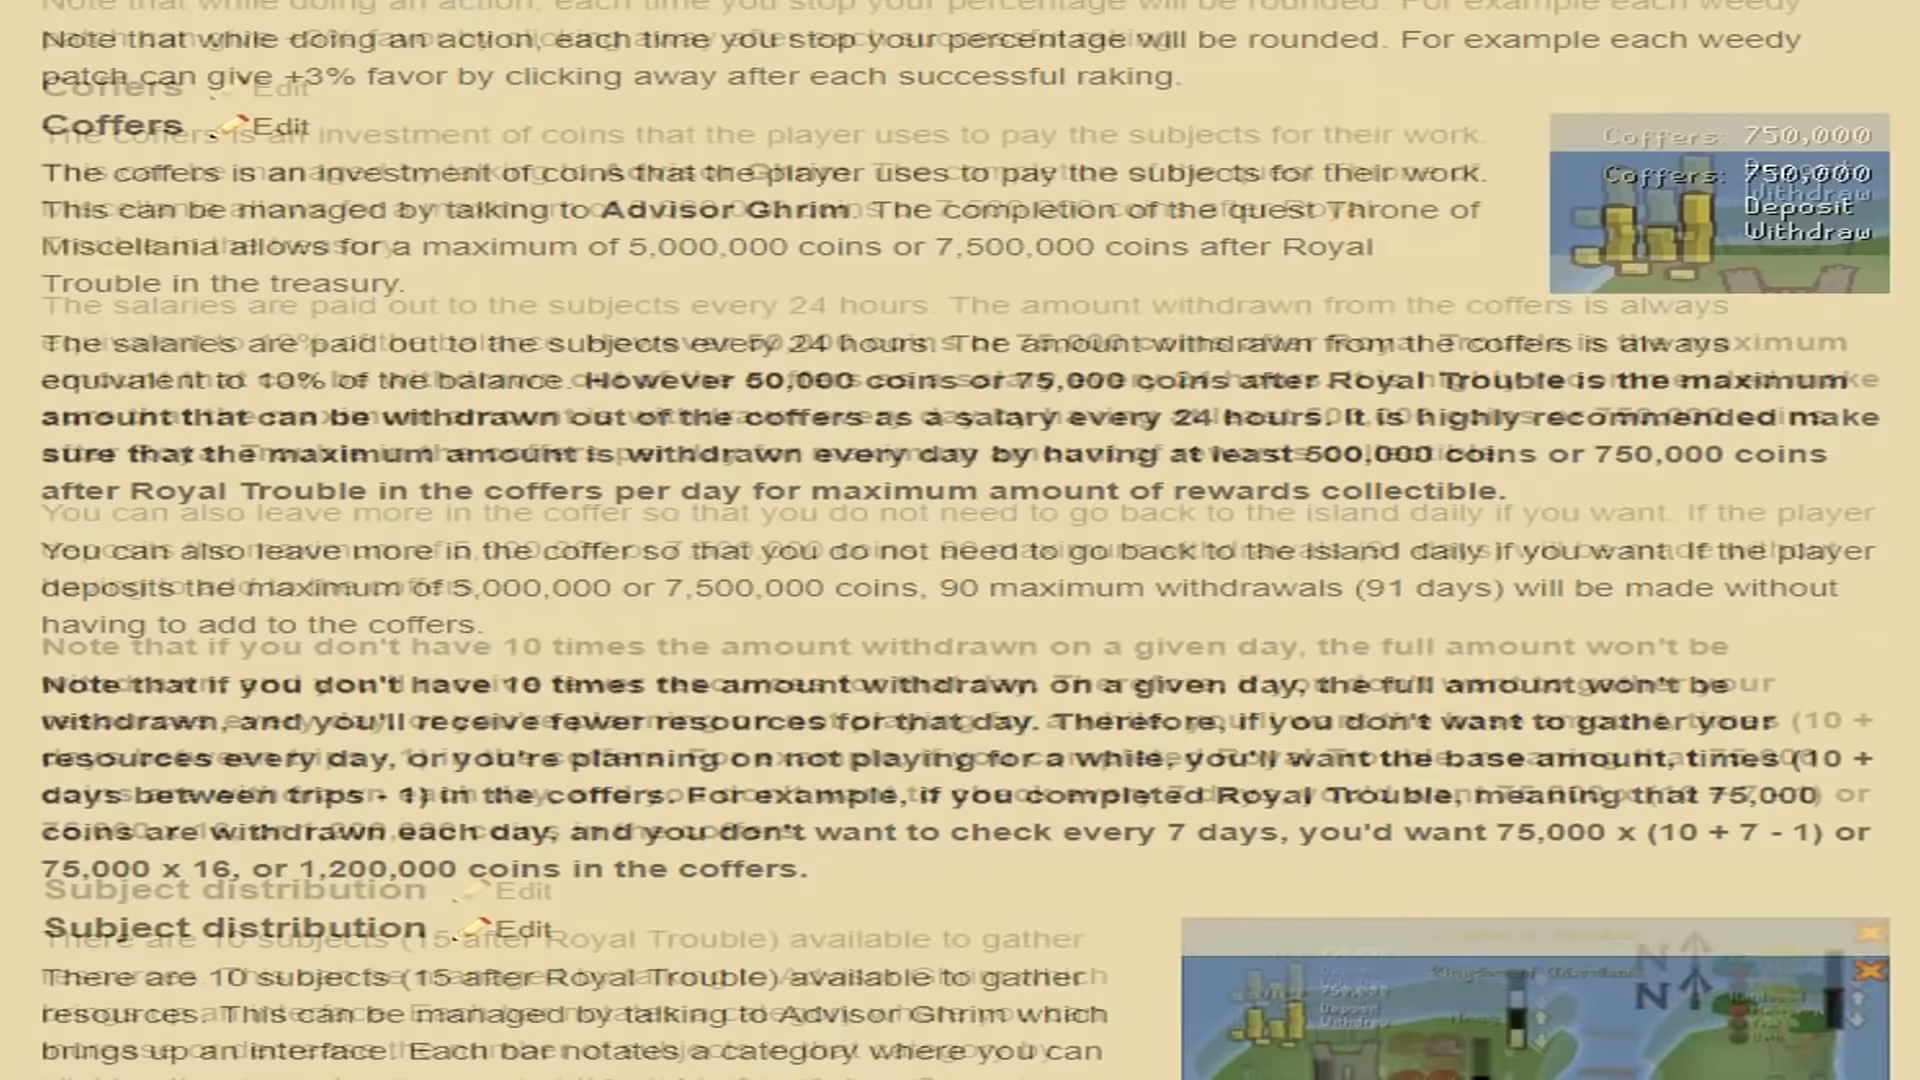 Note that while doing an action, each time you stop your percentage will be rounded. For example each weedy
patch can give +3% favor by clicking away after each successful raking.
Coffers Edit
The coffers is an investment of coins that the player uses to pay the subjects for their work.
This can be managed by talking to Advisor Ghrim. The completion of the quest Throne of
Miscellania allows for a maximum of 5,000,000 coins or 7,500,000 coins after Royal
Trouble in the treasury.
Coffers: 750,000
Deposit
Withdraw
The salaries are paid out to the subjects every 24 hours. The amount withdrawn from the coffers is always
equivalent to 10% of the balance. However 50,000 coins or 75,000 coins after Royal Trouble is the maximum
amount that can be withdrawn out of the coffers as a salary every 24 hours. It is highly recommended make
sure that the maximum amount is withdrawn every day by having at least 500,000 coins or 750,000 coins
after Royal Trouble in the coffers per day for maximum amount of rewards collectible.
You can also leave more in the coffer so that you do not need to go back to the island daily if you want. If the player
deposits the maximum of 5,000,000 or 7,500,000 coins, 90 maximum withdrawals (91 days) will be made without
having to add to the coffers.
Note that if you don't have 10 times the amount withdrawn on a given day, the full amount won't be
withdrawn, and you'll receive fewer resources for that day. Therefore, if you don't want to gather your
resources every day, or you're planning on not playing for a while, you'll want the base amount, times (10 +
days between trips - 1) in the coffers. For example, if you completed Royal Trouble, meaning that 75,000
coins are withdrawn each day, and you don't want to check every 7 days, you'd want 75,000 x (10 + 7 - 1) or
75,000 x 16, or 1,200,000 coins in the coffers.
Subject distribution Edit
There are 10 subjects (15 after Royal Trouble) available to gather
resources. This can be managed by talking to Advisor Ghrim which
brings up an interface. Each bar notates a category where you can
N